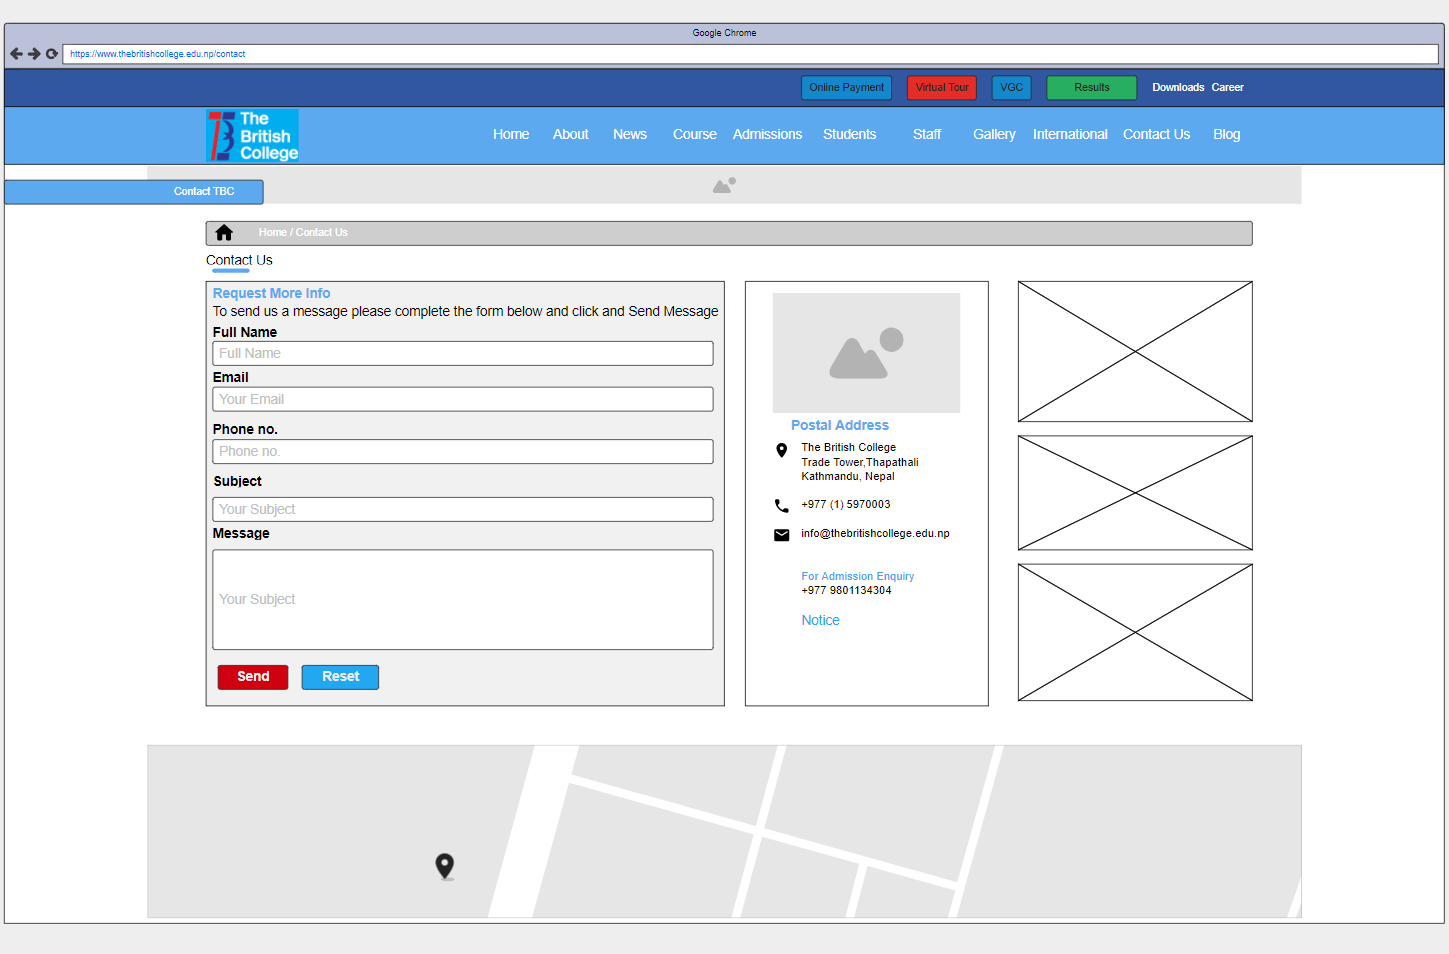 Google Chrome
https://www.thebritishcollege.edu.np/contact
Online Payment Virtual Tour VGC Results Downloads Career
The
British
College
Home About News Course Admissions Students Staff Gallery International Contact Us Blog
Contact TBC
Home / Contact Us
Contact Us
Request More Info
To send us a message please complete the form below and click and Send Message
Full Name
Full Name
Email
Your Email
Phone no.
Phone no.
Subject
Your Subject
Message
Your Subject
Send Reset
Postal Address
The British College
Trade Tower,Thapathali
Kathmandu, Nepal
+977 (1) 5970003
info@thebritishcollege.edu.np
For Admission Enquiry
+977 9801134304
Notice